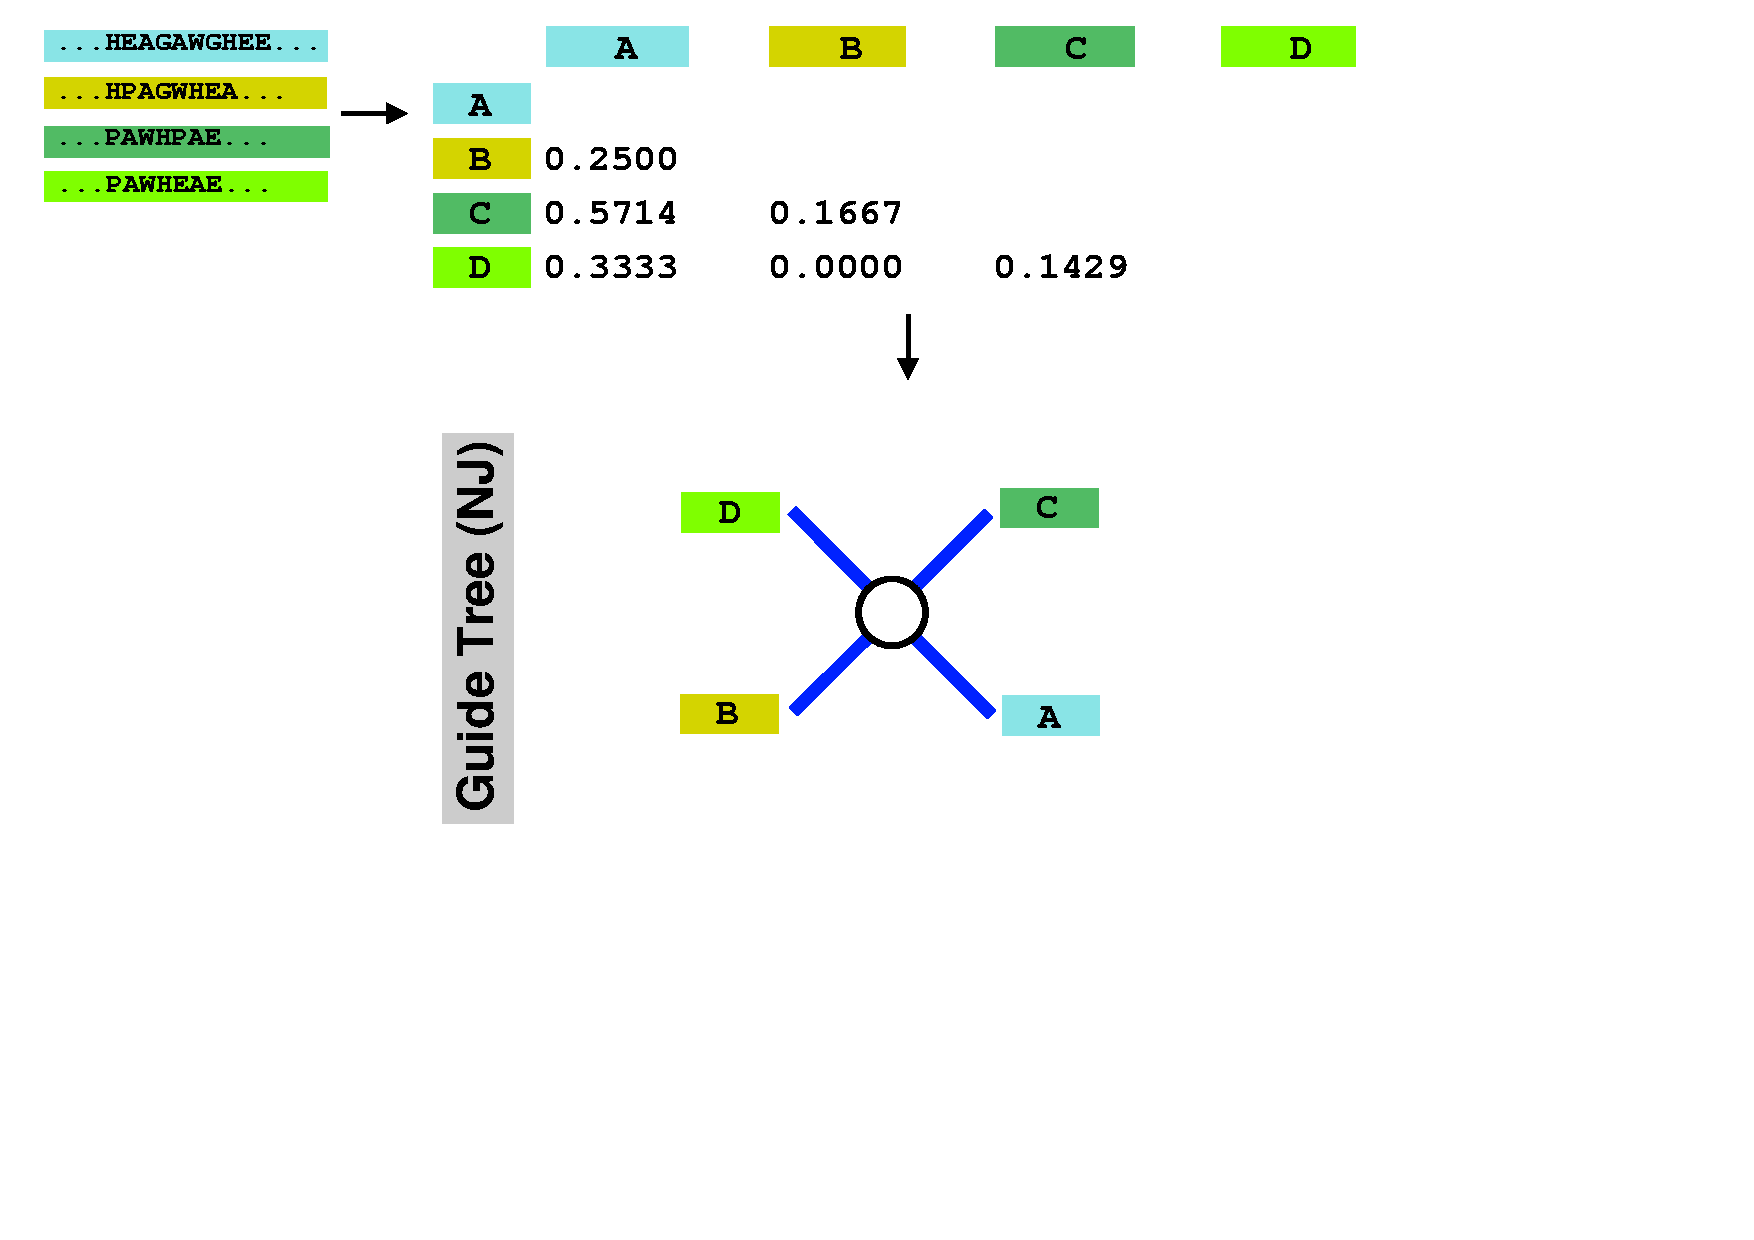 ...HEAGAWGHEE...
...HPAGWHEA...
...PAWHPAE...
...PAWHEAE...
A B C D
A
B 0.2500
C 0.5714 0.1667
D 0.3333 0.0000 0.1429
Guide Tree (NJ)
D C
B A